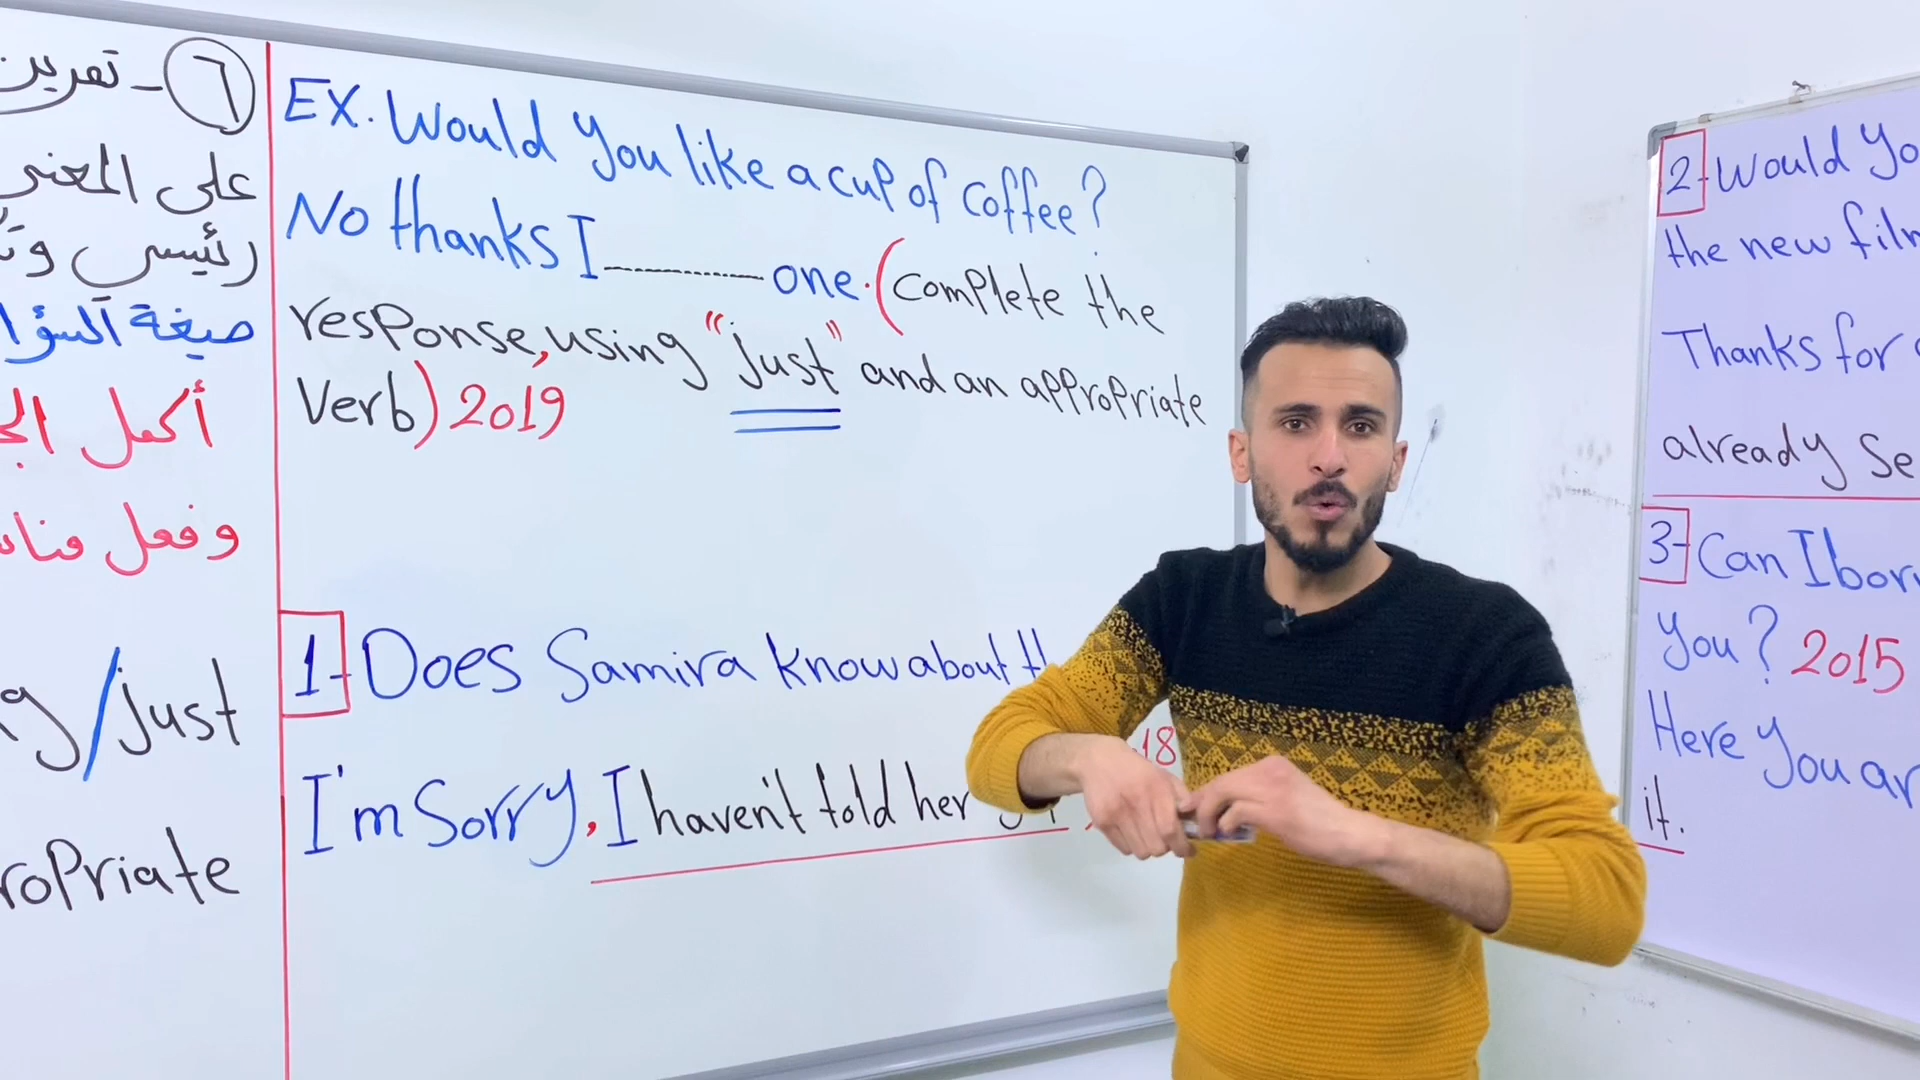 ٦ - تمرين
على المعنى
رئيسي
صيغة السؤا
أكمل
وفعل
just
ropriate
EX. Would you like a cup of coffee?
No thanks I ............ one. (complete the
response, using "just" and an appropriate
Verb) 2019
1- Does Samira know about
18
I'm Sorry, I haven't told her
2- Would Yo
the new film
Thanks for
already Se
3- Can I borr
You? 2015
Here You ar
it.